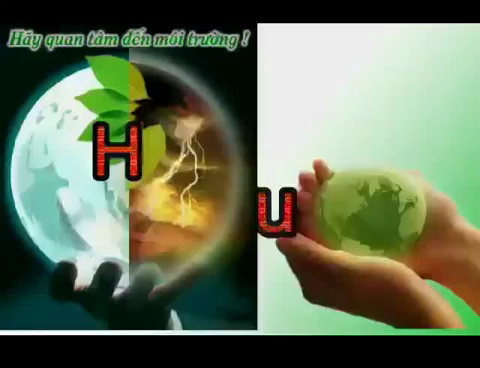 Hãy quan tâm đến môi trường !
H
u